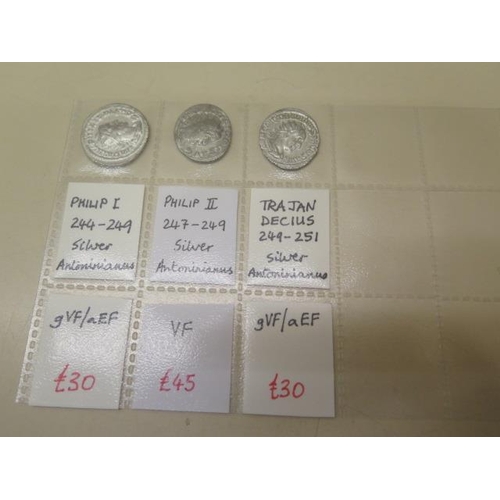 PHILIP I
244-249
Silver
Antoninianus
PHILIP II
247-249
Silver
Antoninianus
TRAJAN
DECIUS
249-251
Silver
Antoninianus
gVF/aEF
£30
VF
£45
gVF/aEF
£30